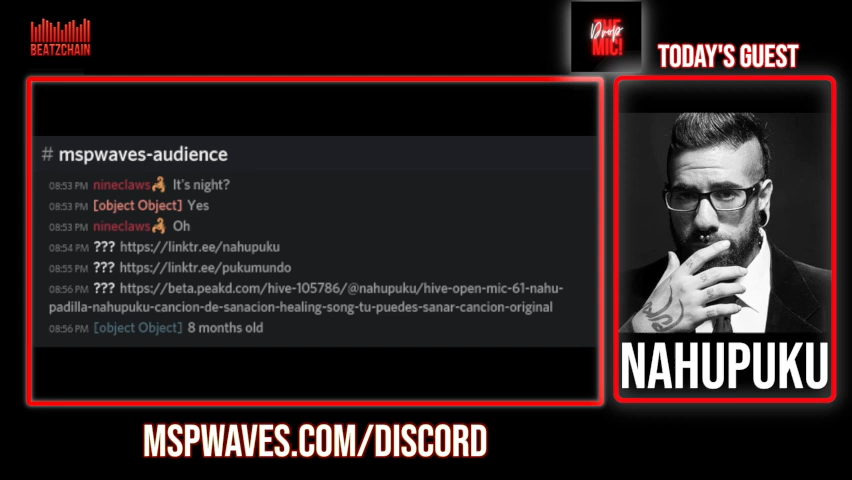 BEATZCHAIN
THE
Drop
MIC!
TODAY'S GUEST
# mspwaves-audience
08:53 PM nineclaws🦂 It's night?
08:53 PM [object Object] Yes
08:53 PM nineclaws🦂 Oh
08:54 PM ??? https://linktr.ee/nahupuku
08:55 PM ??? https://linktr.ee/pukumundo
08:56 PM ??? https://beta.peakd.com/hive-105786/@nahupuku/hive-open-mic-61-nahu-
padilla-nahupuku-cancion-de-sanacion-healing-song-tu-puedes-sanar-cancion-original
08:56 PM [object Object] 8 months old
NAHUPUKU
MSPWAVES.COM/DISCORD